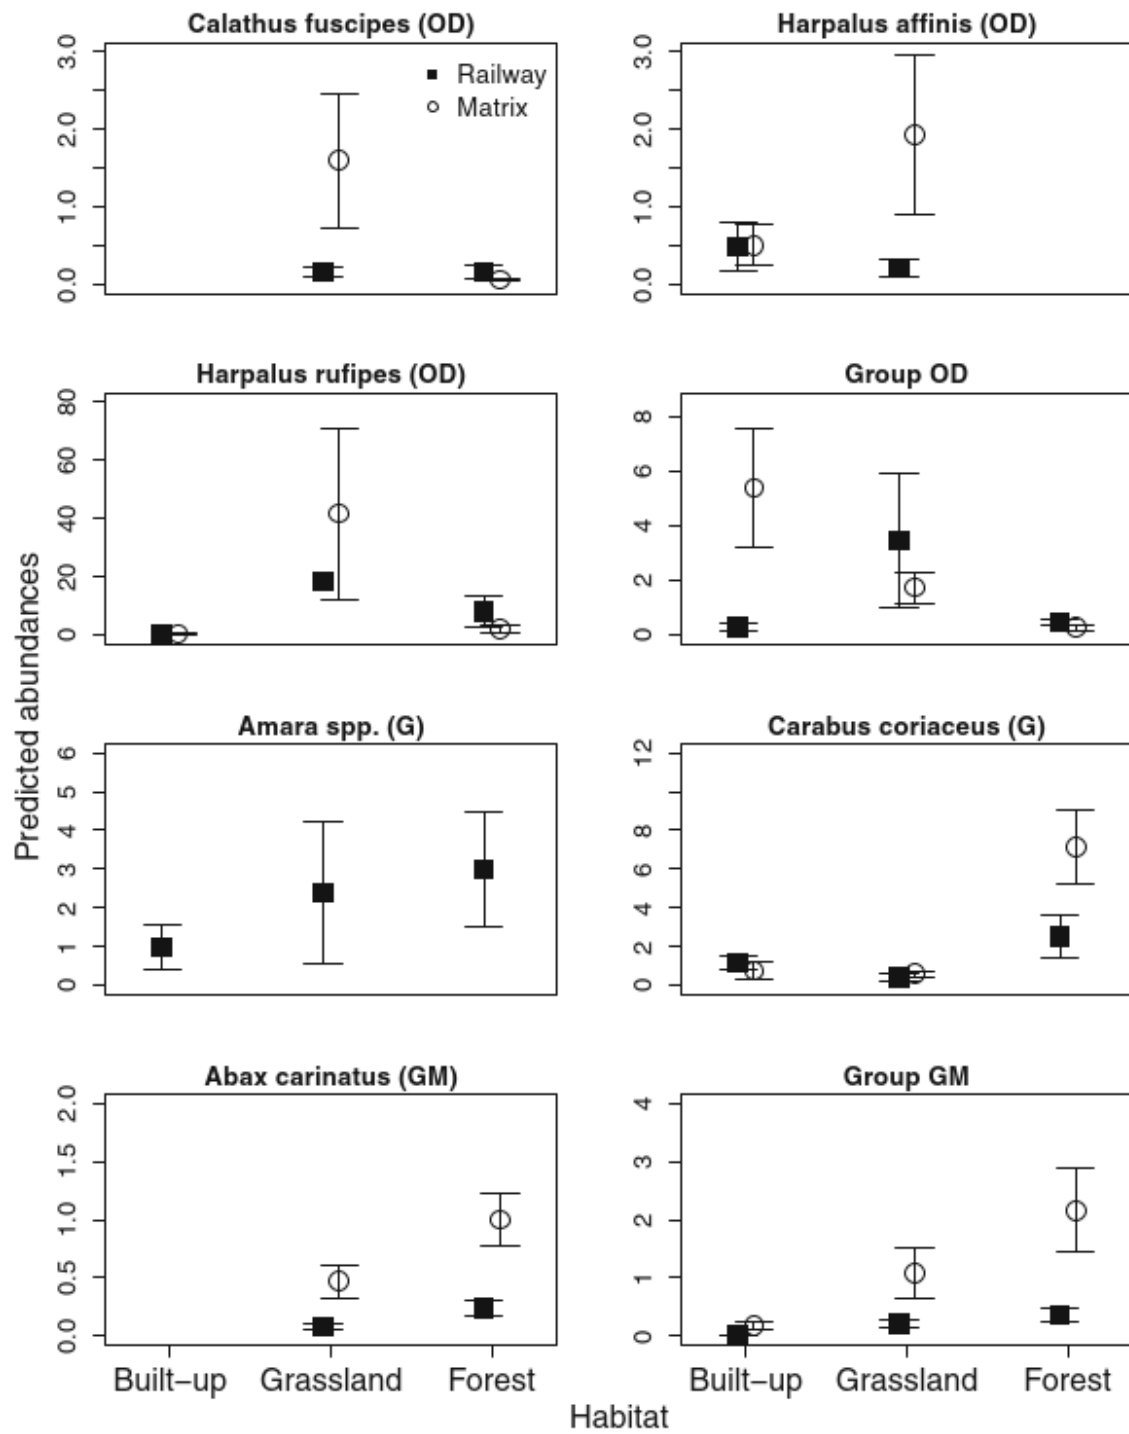 Calathus fuscipes (OD)
Harpalus affinis (OD)
3.0
2.0
1.0
0.0
Railway
Matrix
3.0
2.0
1.0
0.0
Harpalus rufipes (OD)
Group OD
80
60
40
20
0
8
6
4
2
0
Predicted abundances
Amara spp. (G)
Carabus coriaceus (G)
6
5
4
3
2
1
0
12
8
6
4
2
0
Abax carinatus (GM)
Group GM
2.0
1.5
1.0
0.5
0.0
4
3
2
1
0
Built–up Grassland Forest
Built–up Grassland Forest
Habitat